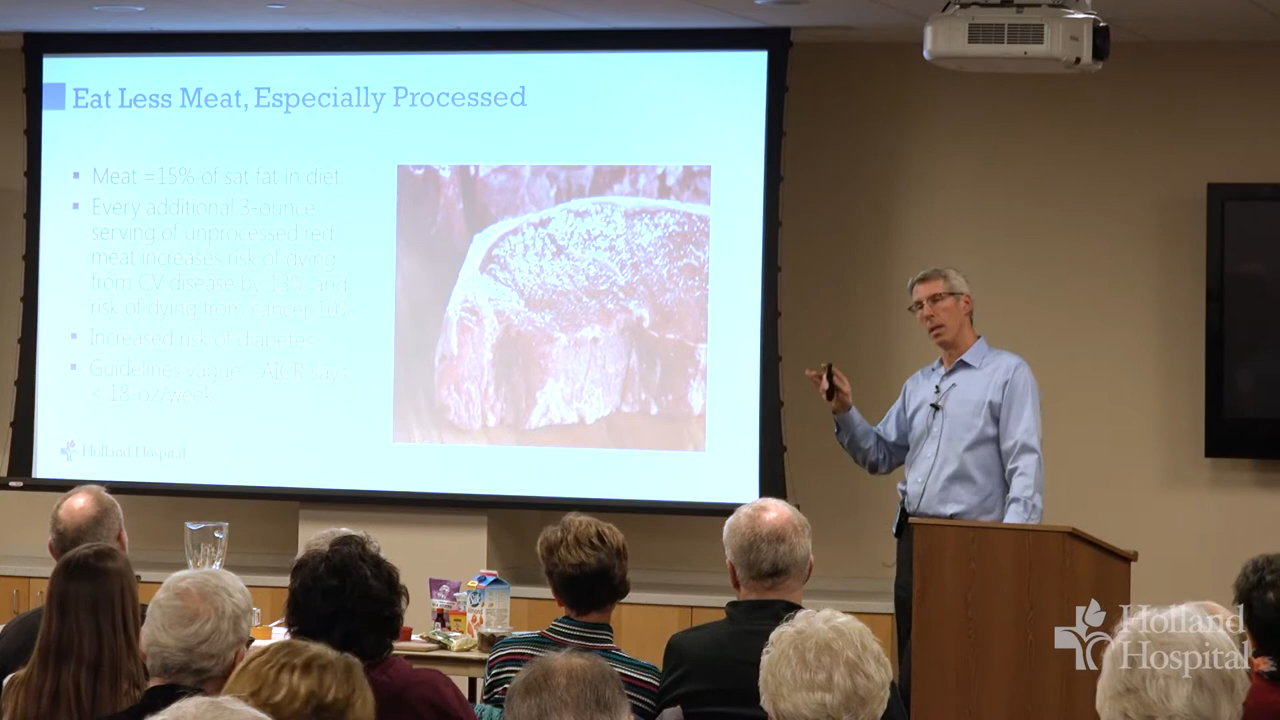 Eat Less Meat, Especially Processed
▪ Meat =15% of sat fat in diet
▪ Every additional 3-ounce
serving of unprocessed red
meat increases risk of dying
from CV disease by 13% and
risk of dying from cancer 10%
▪ Increased risk of diabetes
▪ Guidelines vague - AICR says
< 18-oz/week
Holland Hospital
Holland
Hospital